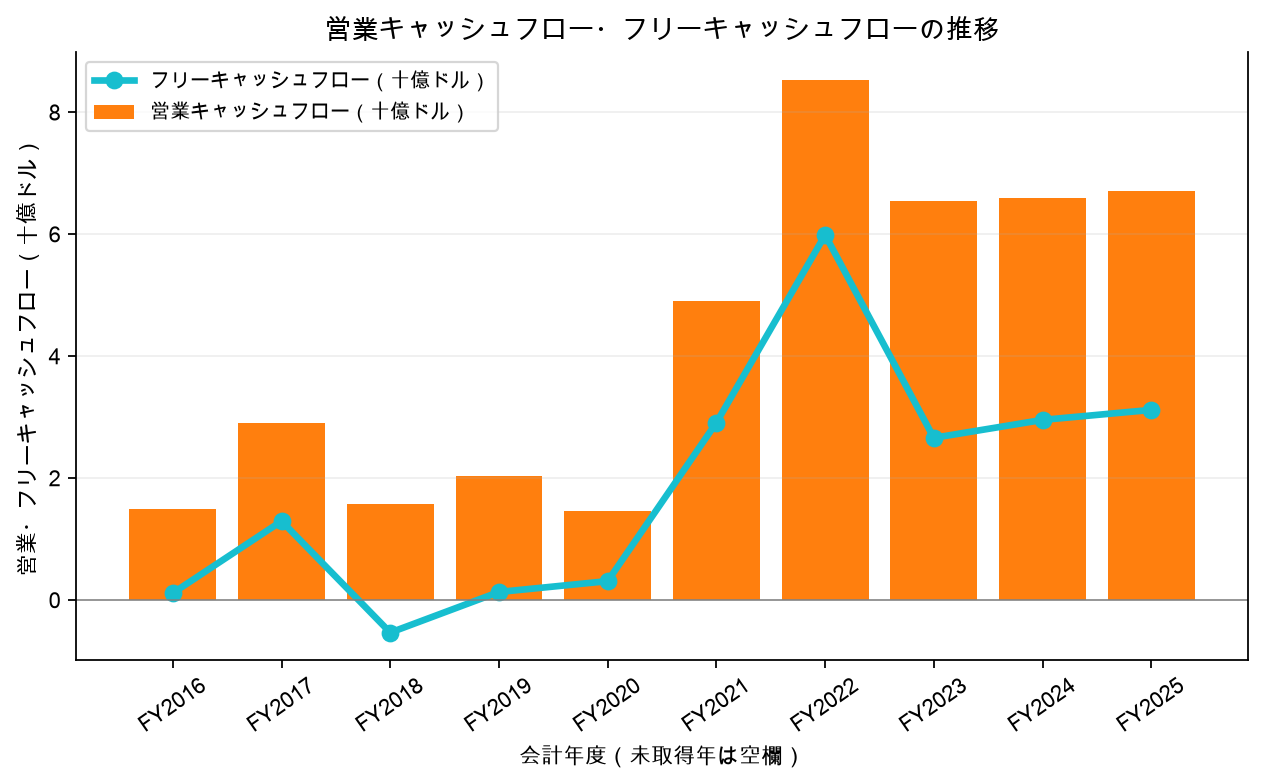 営業キャッシュフロー・フリーキャッシュフローの推移
フリーキャッシュフロー(十億ドル)
営業キャッシュフロー(十億ドル)
営業・フリーキャッシュフロー(十億ドル)
8
6
4
2
0
FY2016
FY2017
FY2018
FY2019
FY2020
FY2021
FY2022
FY2023
FY2024
FY2025
会計年度(未取得年は空欄)